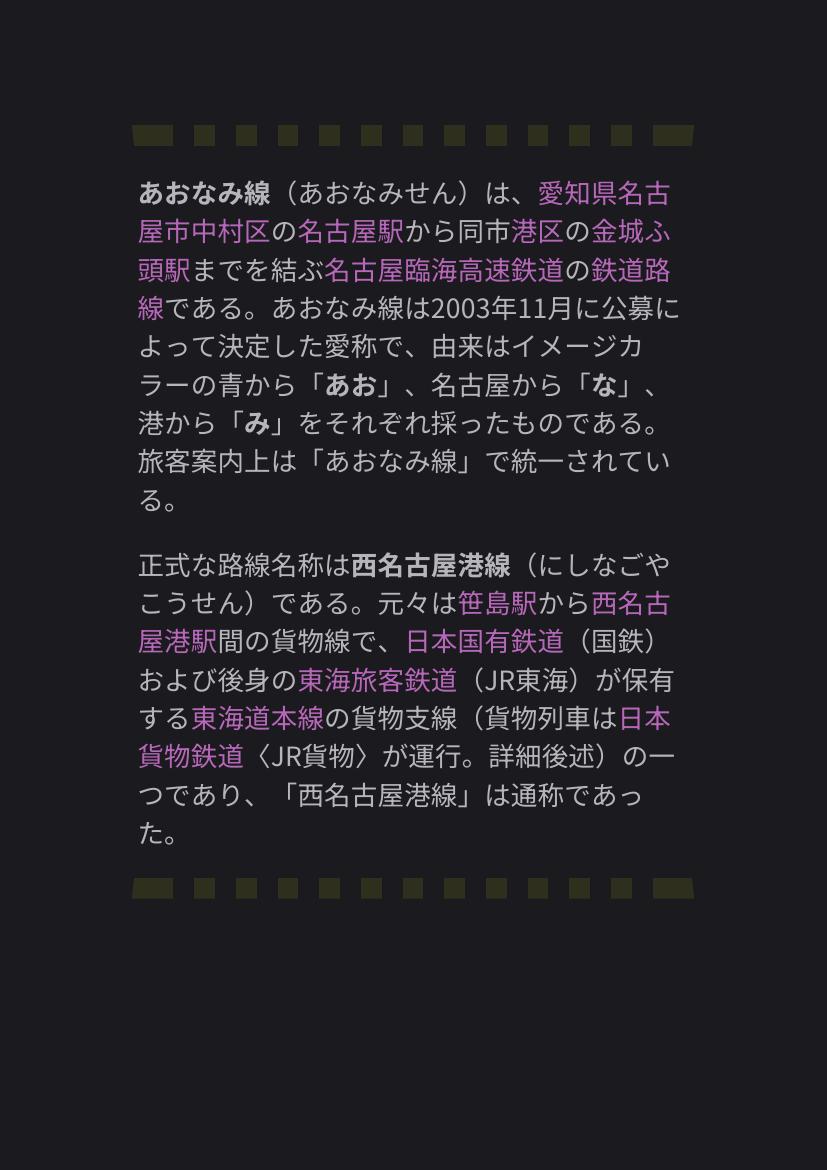 あおなみ線（あおなみせん）は、愛知県名古
屋市中村区の名古屋駅から同市港区の金城ふ
頭駅までを結ぶ名古屋臨海高速鉄道の鉄道路
線である。あおなみ線は2003年11月に公募に
よって決定した愛称で、由来はイメージカ
ラーの青から「あお」、名古屋から「な」、
港から「み」をそれぞれ採ったものである。
旅客案内上は「あおなみ線」で統一されてい
る。
正式な路線名称は西名古屋港線（にしなごや
こうせん）である。元々は笹島駅から西名古
屋港駅間の貨物線で、日本国有鉄道（国鉄）
および後身の東海旅客鉄道（JR東海）が保有
する東海道本線の貨物支線（貨物列車は日本
貨物鉄道〈JR貨物〉が運行。詳細後述）の一
つであり、「西名古屋港線」は通称であっ
た。